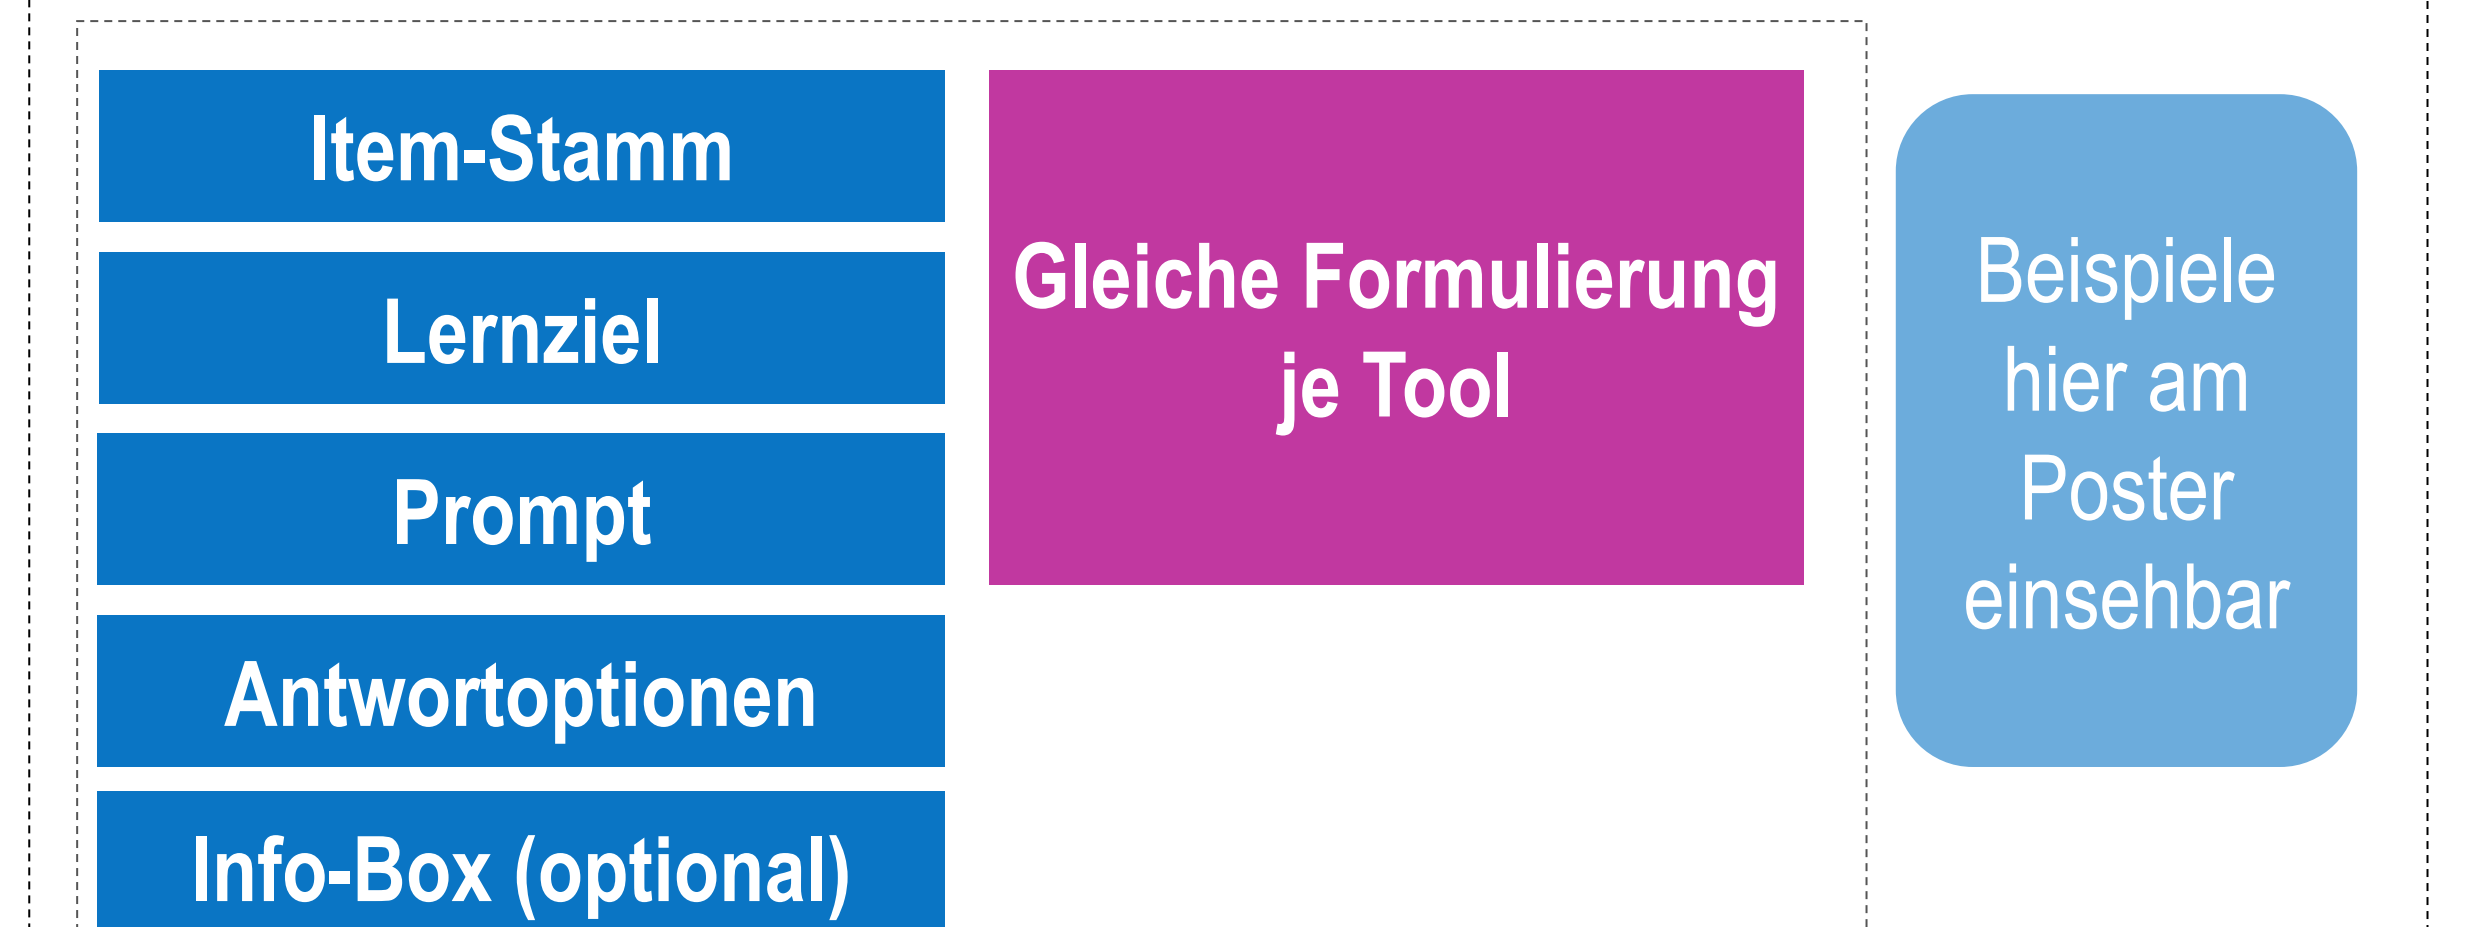 Item-Stamm
Lernziel
Prompt
Antwortoptionen
Info-Box (optional)
Gleiche Formulierung
je Tool
Beispiele
hier am
Poster
einsehbar